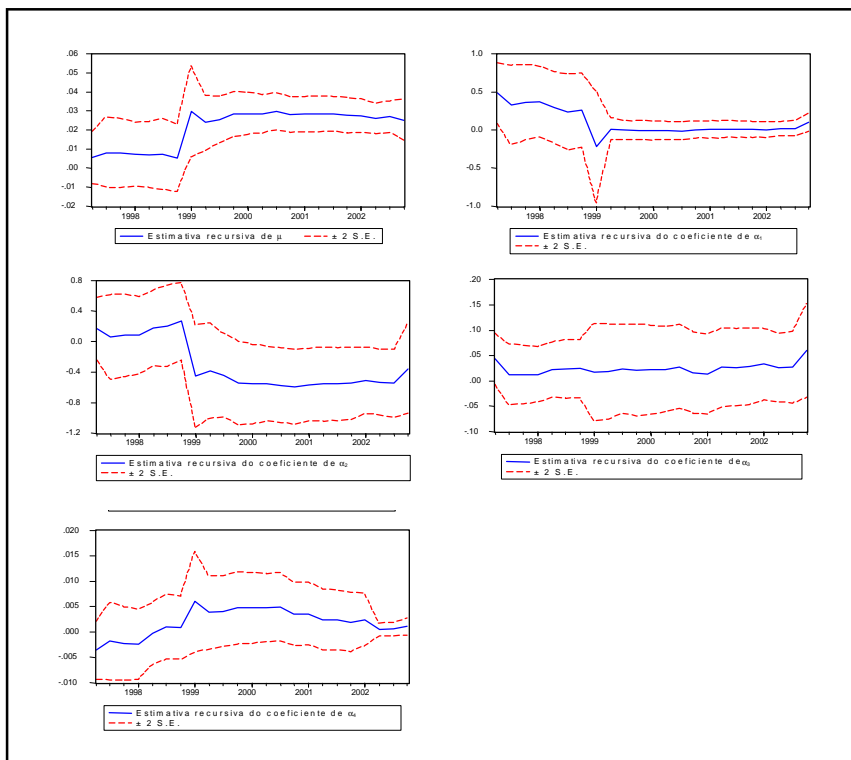 .06
.05
.04
.03
.02
.01
.00
-.01
-.02
1998 1999 2000 2001 2002
Estimativa recursiva de µ ± 2 S.E.
1.0
0.5
0.0
-0.5
-1.0
1998 1999 2000 2001 2002
Estimativa recursiva do coeficiente de α₁
± 2 S.E.
0.8
0.4
0.0
-0.4
-0.8
-1.2
1998 1999 2000 2001 2002
Estimativa recursiva do coeficiente de α₂
± 2 S.E.
.20
.15
.10
.05
.00
-.05
-.10
1998 1999 2000 2001 2002
Estimativa recursiva do coeficiente de α₃
± 2 S.E.
.020
.015
.010
.005
.000
-.005
-.010
1998 1999 2000 2001 2002
Estimativa recursiva do coeficiente de α₄
± 2 S.E.